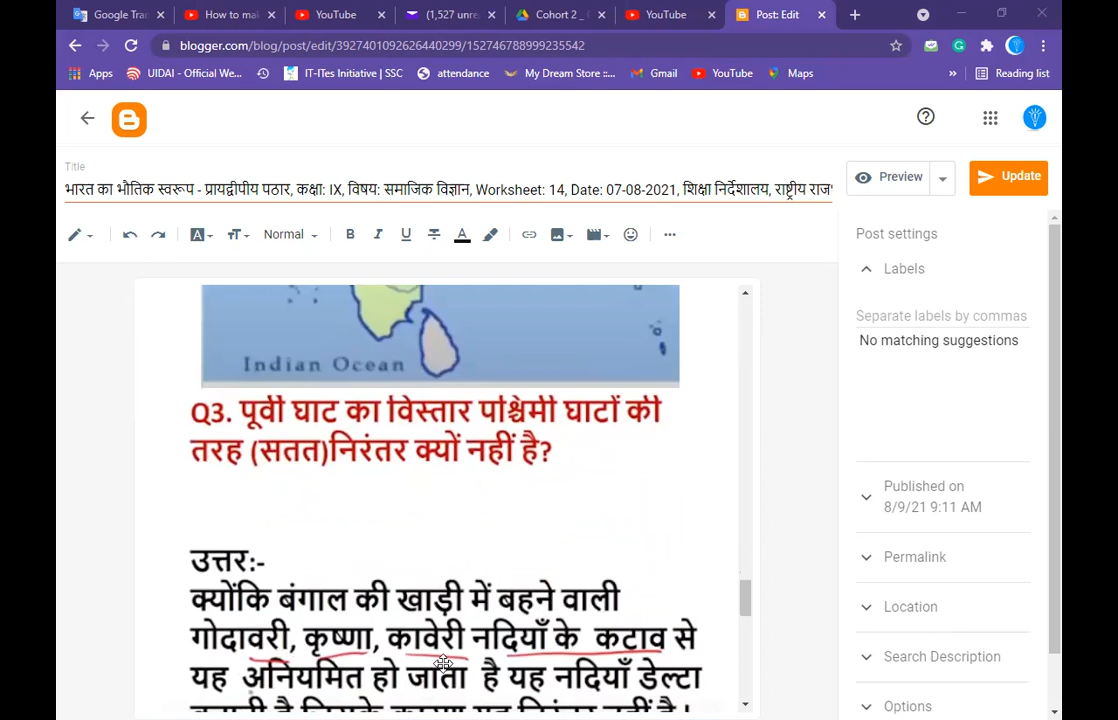 Google Tran
How to mak
YouTube
(1,527 unre
Cohort 2 _
YouTube
Post: Edit
blogger.com/blog/post/edit/3927401092626440299/152746788999235542
Apps
UIDAI - Official We...
IT-ITes Initiative | SSC
attendance
My Dream Store ::...
Gmail
YouTube
Maps
»
Reading list
Title
भारत का भौतिक स्वरूप - प्रायद्वीपीय पठार, कक्षा: IX, विषय: समाजिक विज्ञान, Worksheet: 14, Date: 07-08-2021, शिक्षा निर्देशालय, राष्ट्रीय राज
Preview
Update
Normal
B I U A
Post settings
Labels
Separate labels by commas
No matching suggestions
Published on
8/9/21 9:11 AM
Permalink
Location
Search Description
Options
Indian Ocean
Q3. पूर्वी घाट का विस्तार पश्चिमी घाटों की
तरह (सतत)निरंतर क्यों नहीं है?
उत्तर:-
क्योंकि बंगाल की खाड़ी में बहने वाली
गोदावरी, कृष्णा, कावेरी नदियाँ के कटाव से
यह अनियमित हो जाता है यह नदियाँ डेल्टा